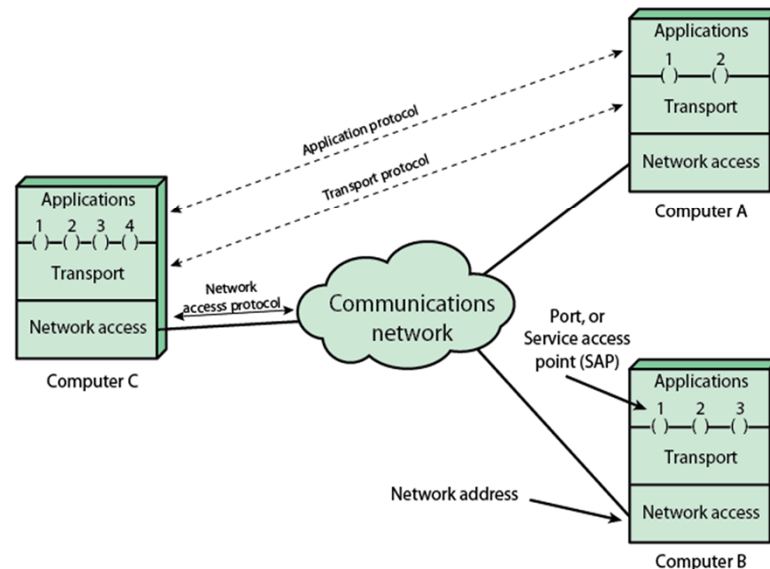 Applications
1 2
Transport
Network access
Computer A
Application protocol
Transport protocol
Applications
1 2 3 4
Transport
Network access
Computer C
Network
access protocol
Communications
network
Port, or
Service access
point (SAP)
Applications
1 2 3
Transport
Network access
Computer B
Network address